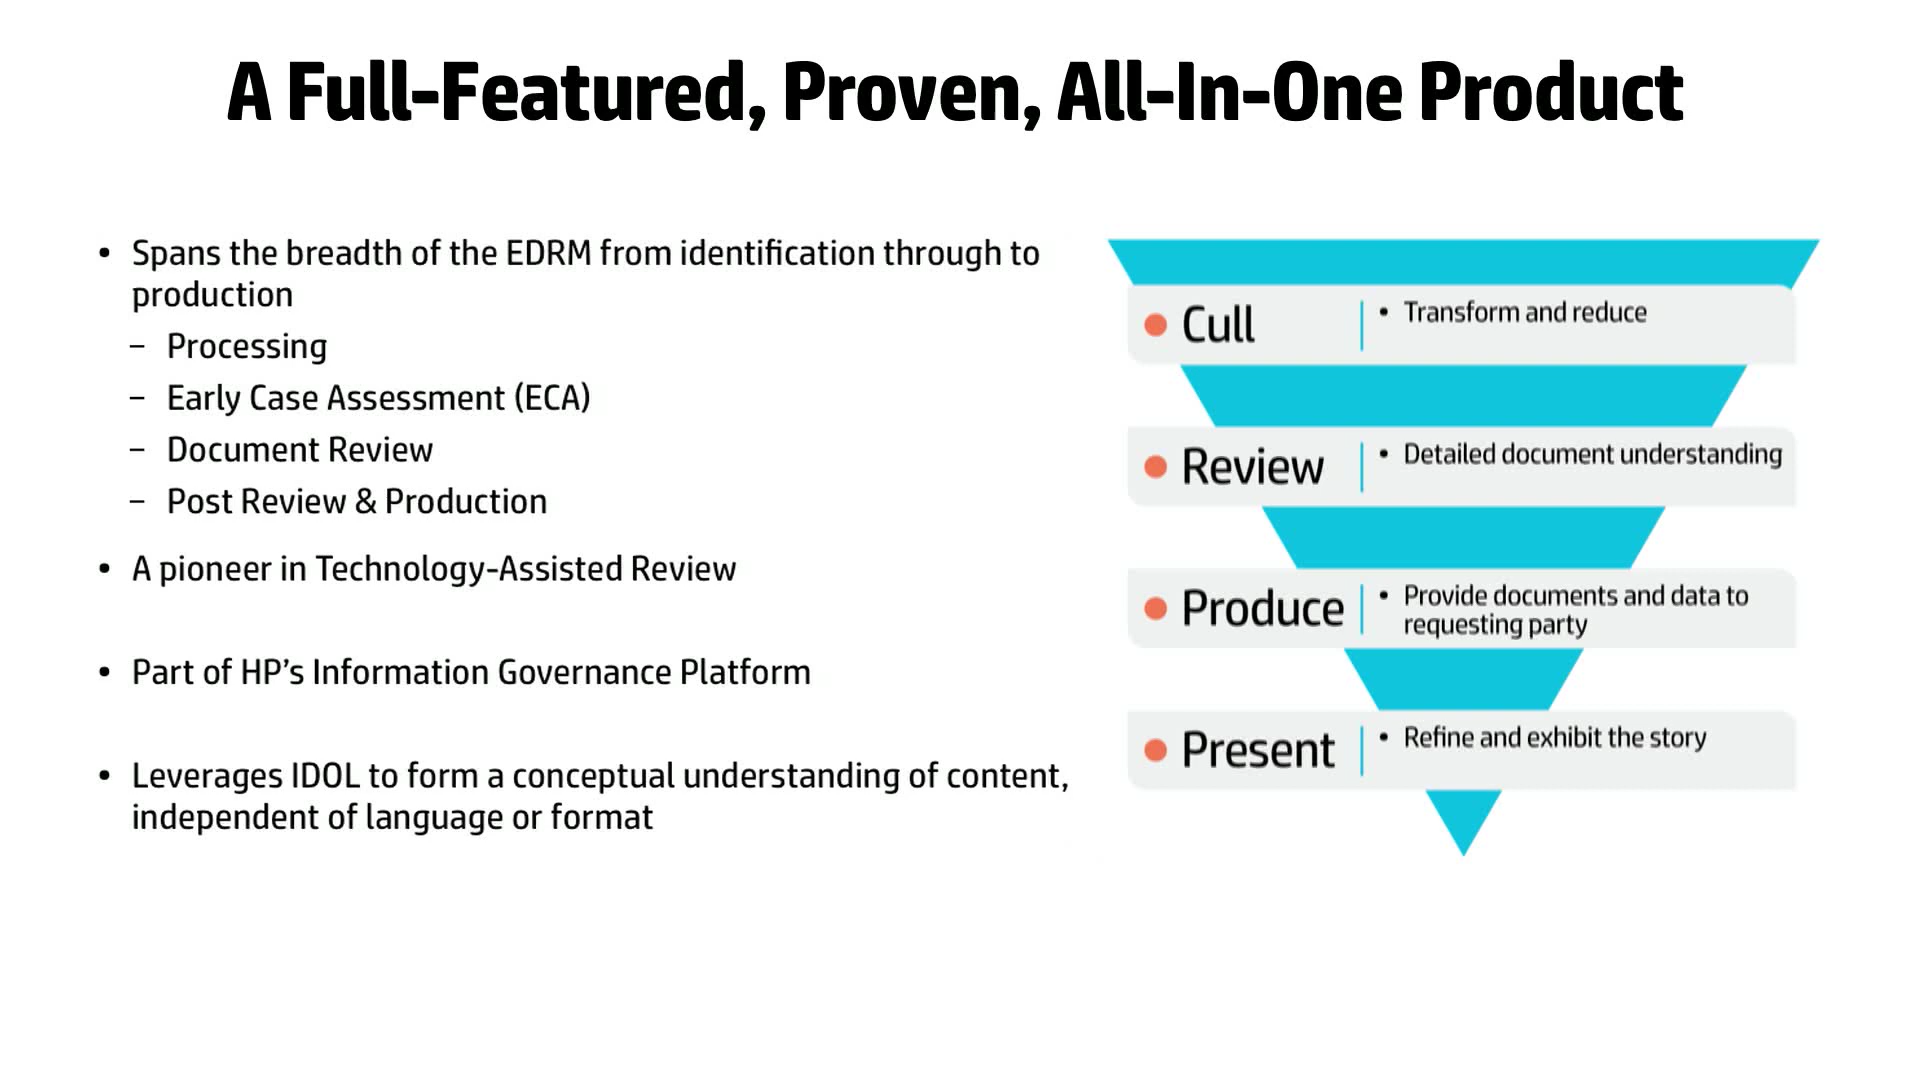 A Full-Featured, Proven, All-In-One Product
• Spans the breadth of the EDRM from identification through to
production
– Processing
– Early Case Assessment (ECA)
– Document Review
– Post Review & Production
• A pioneer in Technology-Assisted Review
• Part of HP’s Information Governance Platform
• Leverages IDOL to form a conceptual understanding of content,
independent of language or format
Cull
• Transform and reduce
Review
• Detailed document understanding
Produce
• Provide documents and data to
requesting party
Present
• Refine and exhibit the story